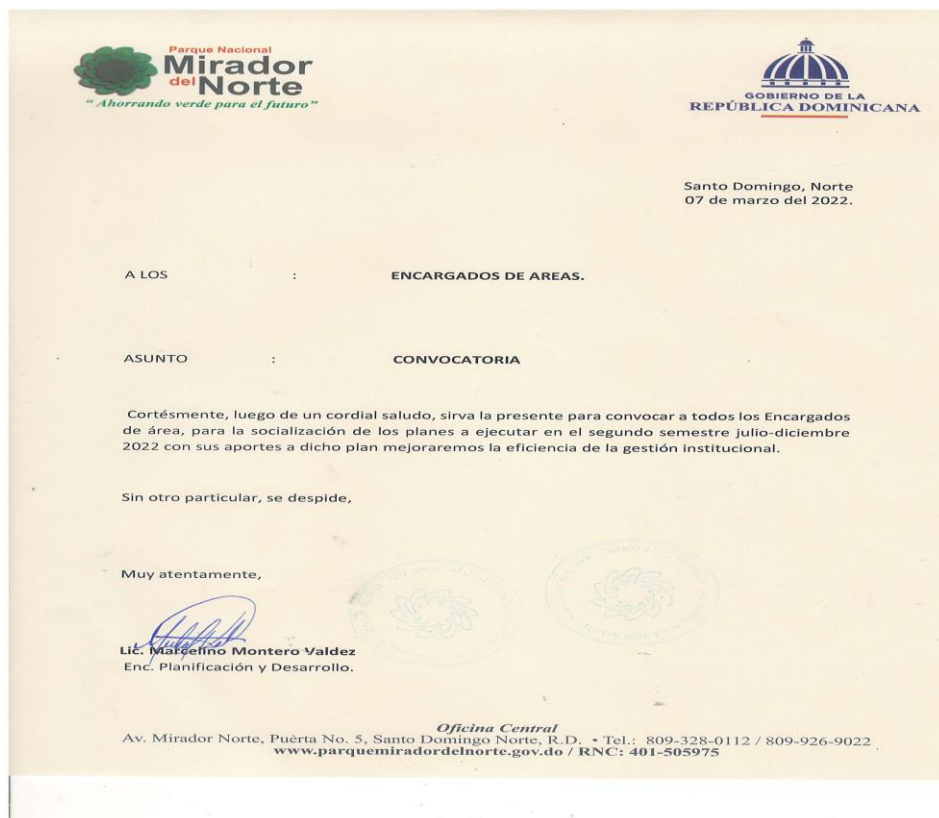 Parque Nacional
Mirador
del Norte
“ Ahorrando verde para el futuro”
GOBIERNO DE LA
REPÚBLICA DOMINICANA
Santo Domingo, Norte
07 de marzo del 2022.
A LOS : ENCARGADOS DE AREAS.
ASUNTO : CONVOCATORIA
Cortésmente, luego de un cordial saludo, sirva la presente para convocar a todos los Encargados
de área, para la socialización de los planes a ejecutar en el segundo semestre julio-diciembre
2022 con sus aportes a dicho plan mejoraremos la eficiencia de la gestión institucional.
Sin otro particular, se despide,
Muy atentamente,
Lic. Marcelino Montero Valdez
Enc. Planificación y Desarrollo.
Oficina Central
Av. Mirador Norte, Puerta No. 5, Santo Domingo Norte, R.D. • Tel.: 809-328-0112 / 809-926-9022
www.parquemiradordelnorte.gov.do / RNC: 401-505975